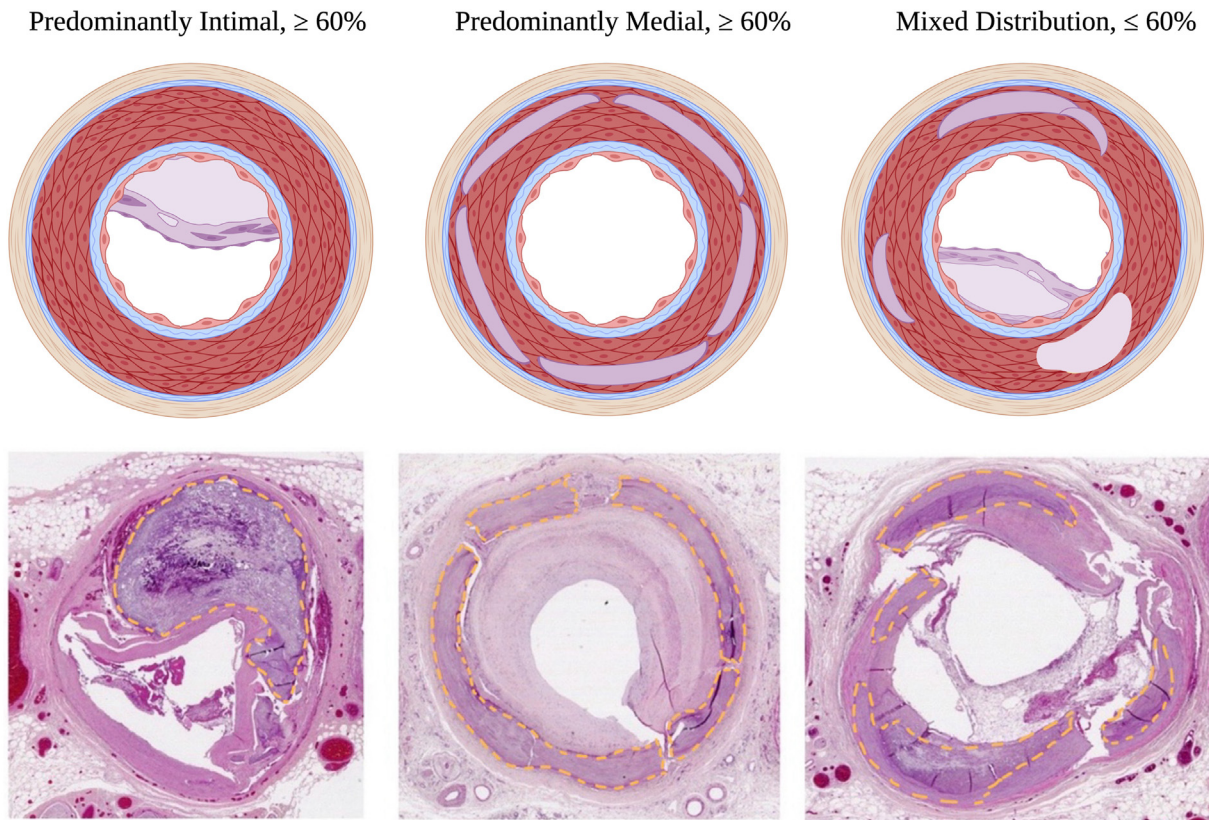 Predominantly Intimal, ≥ 60%
Predominantly Medial, ≥ 60%
Mixed Distribution, ≤ 60%